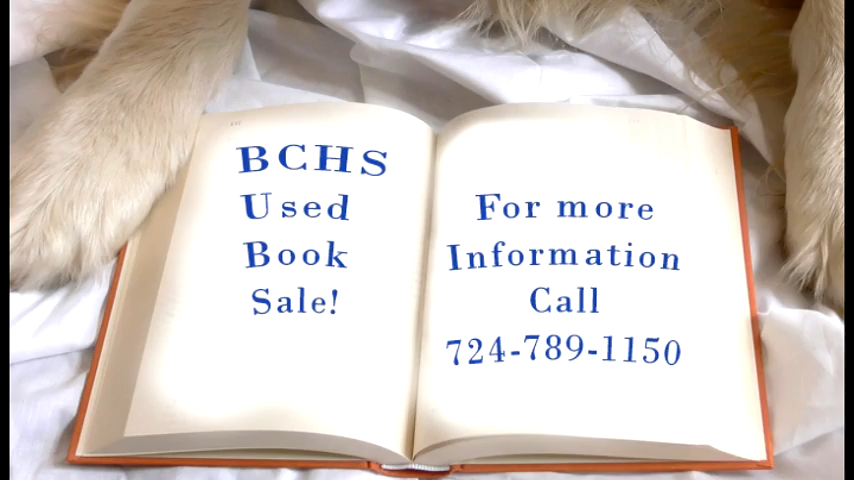 BCHS
Used
Book
Sale!
For more
Information
Call
724-789-1150